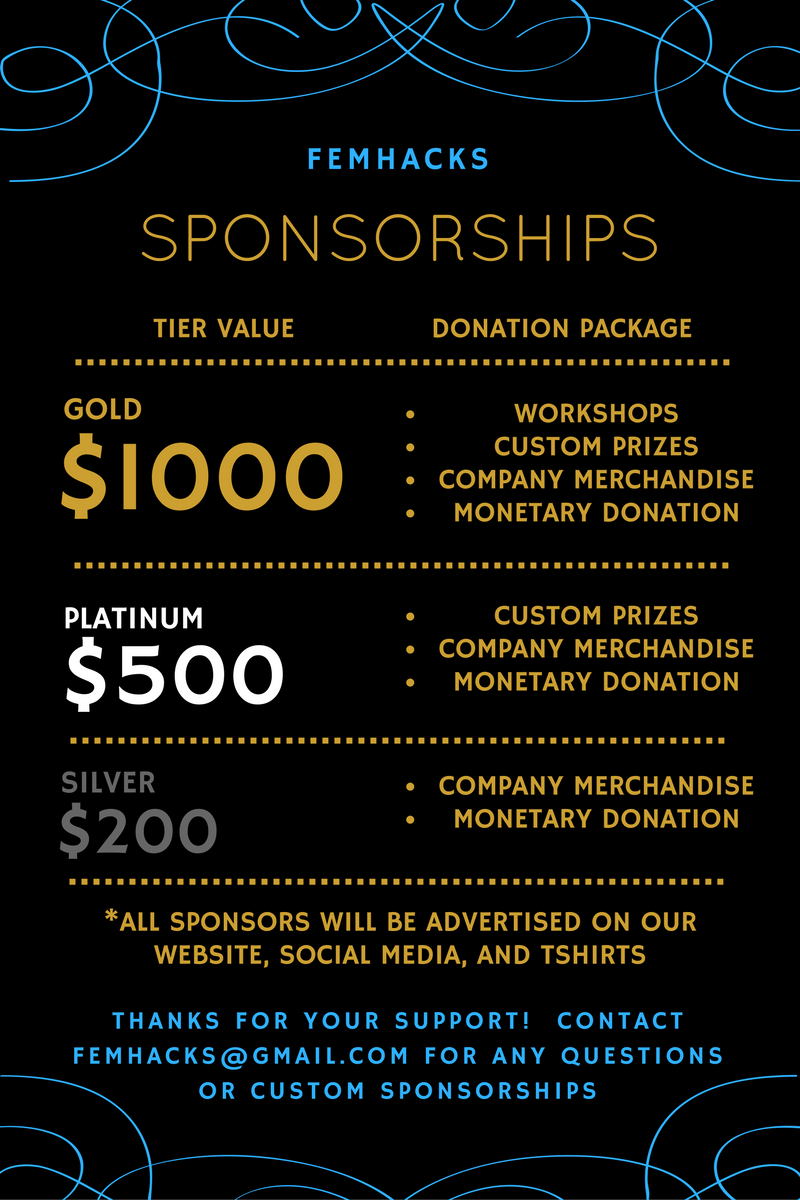 FEMHACKS
SPONSORSHIPS
TIER VALUE DONATION PACKAGE
GOLD
$1000
• WORKSHOPS
• CUSTOM PRIZES
• COMPANY MERCHANDISE
• MONETARY DONATION
PLATINUM
$500
• CUSTOM PRIZES
• COMPANY MERCHANDISE
• MONETARY DONATION
SILVER
$200
• COMPANY MERCHANDISE
• MONETARY DONATION
*ALL SPONSORS WILL BE ADVERTISED ON OUR
WEBSITE, SOCIAL MEDIA, AND TSHIRTS
THANKS FOR YOUR SUPPORT! CONTACT
FEMHACKS@GMAIL.COM FOR ANY QUESTIONS
OR CUSTOM SPONSORSHIPS